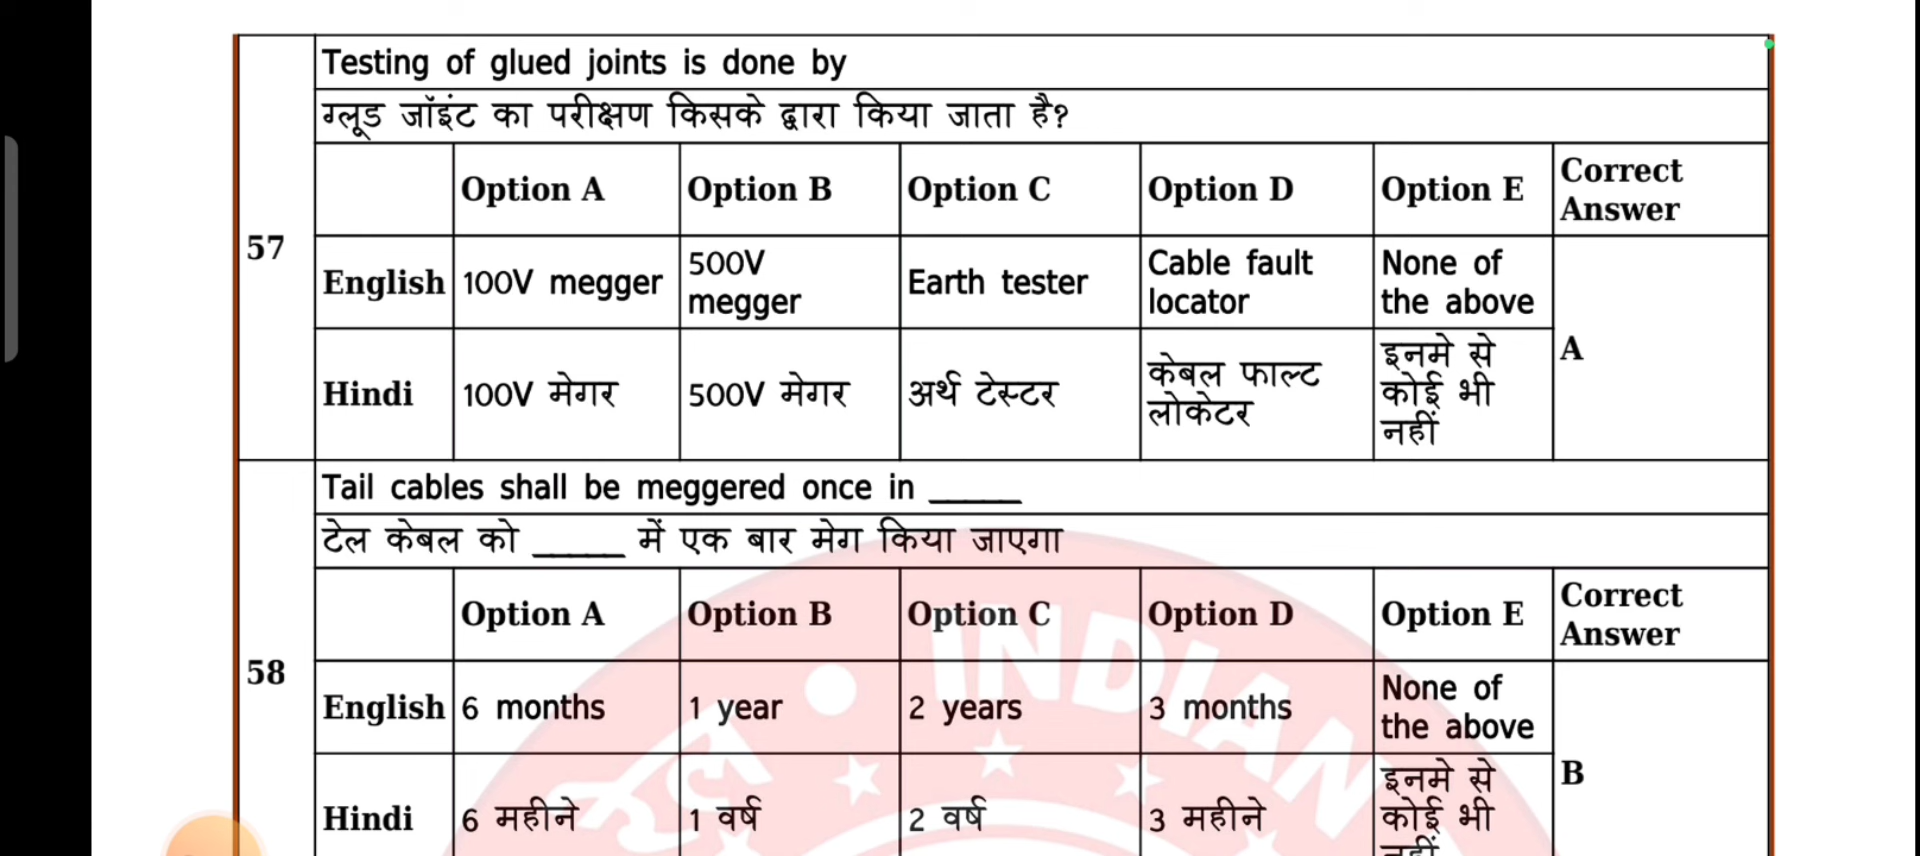 Testing of glued joints is done by
ग्लूड जॉइंट का परीक्षण किसके द्वारा किया जाता है?
Option A Option B Option C Option D Option E Correct Answer
57
English 100V megger 500V megger Earth tester Cable fault locator None of the above
A
Hindi 100V मेगर 500V मेगर अर्थ टेस्टर केबल फाल्ट लोकेटर इनमे से कोई भी नहीं
Tail cables shall be meggered once in _____
टेल केबल को _____ में एक बार मेग किया जाएगा
Option A Option B Option C Option D Option E Correct Answer
58
English 6 months 1 year 2 years 3 months None of the above
B
Hindi 6 महीने 1 वर्ष 2 वर्ष 3 महीने इनमे से कोई भी नहीं
INDIAN